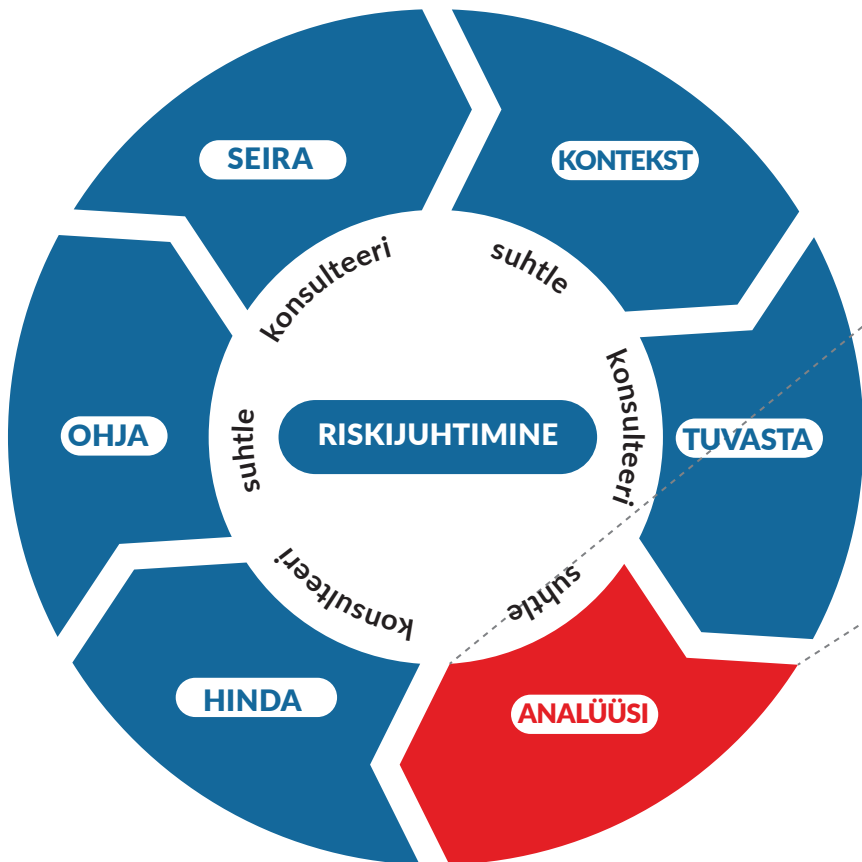 SEIRA
KONTEKST
konsulteeri
suhtle
konsulteeri
OHJA
suhtle
RISKIJUHTIMINE
TUVASTA
konsulteeri
suhtle
HINDA
ANALÜÜSI